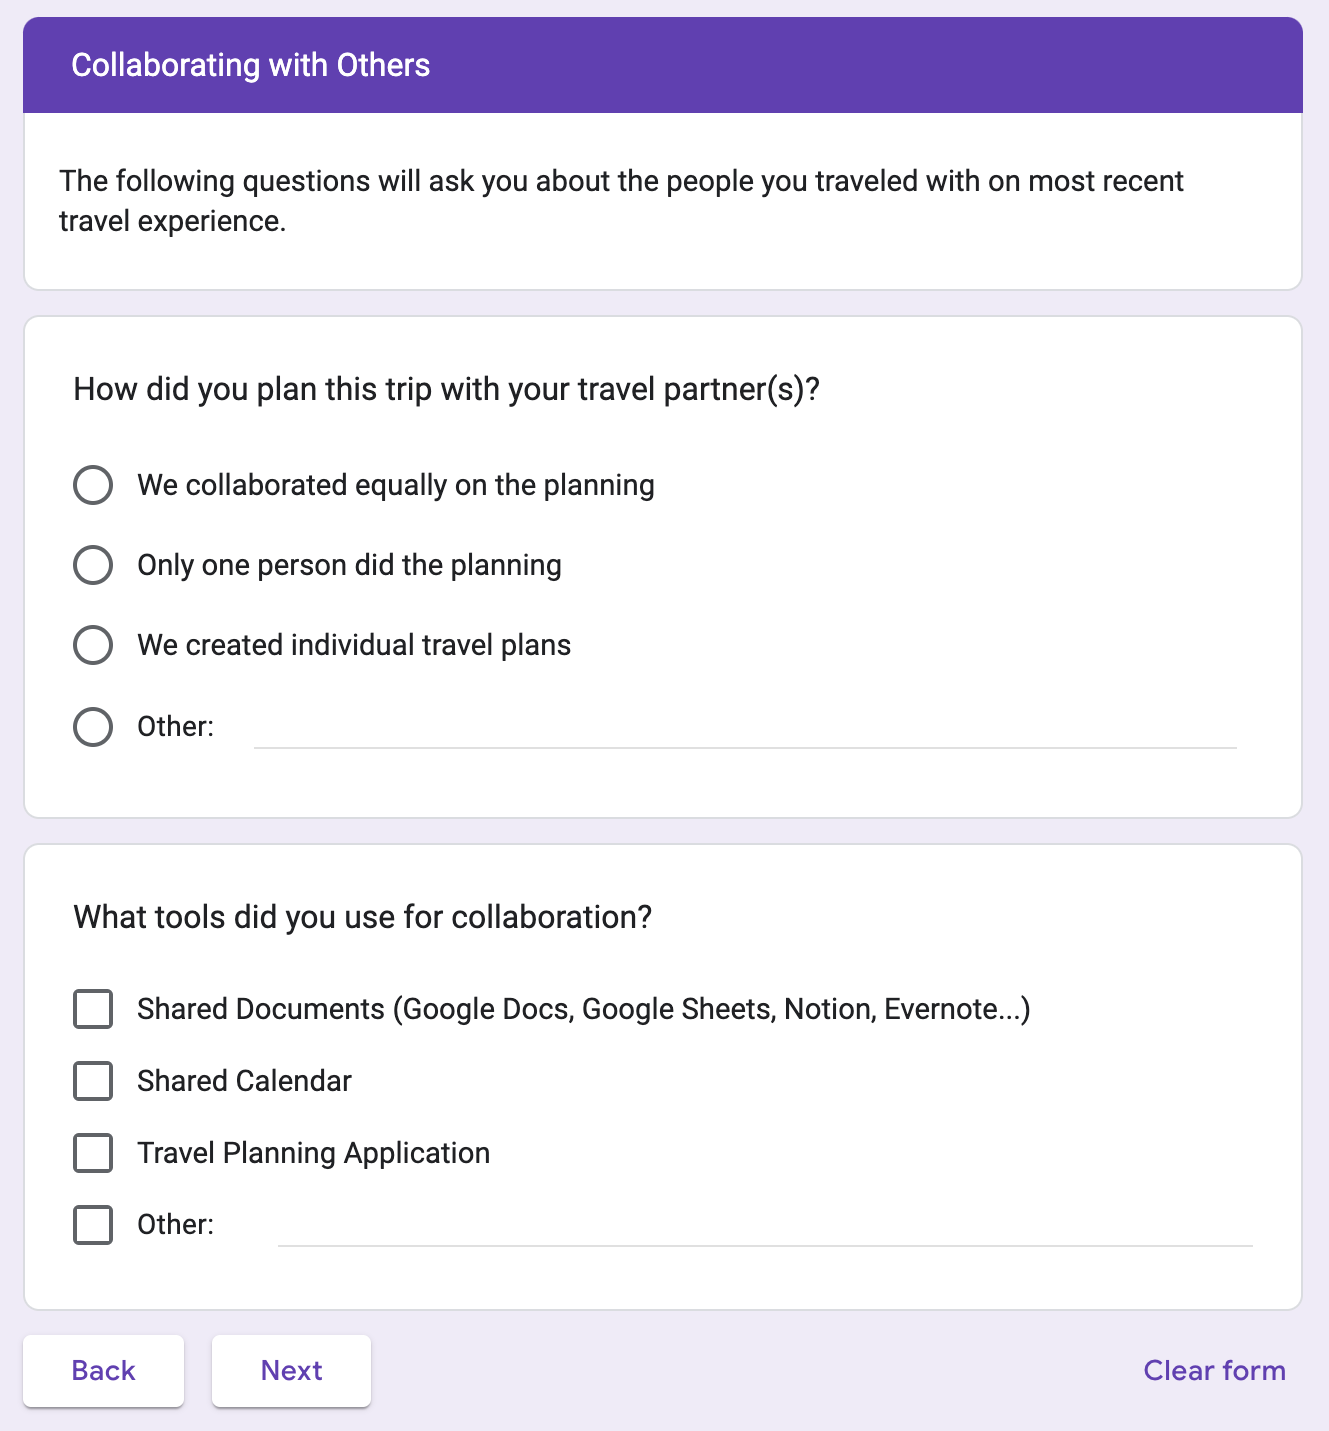 Collaborating with Others
The following questions will ask you about the people you traveled with on most recent
travel experience.
How did you plan this trip with your travel partner(s)?
We collaborated equally on the planning
Only one person did the planning
We created individual travel plans
Other:
What tools did you use for collaboration?
Shared Documents (Google Docs, Google Sheets, Notion, Evernote...)
Shared Calendar
Travel Planning Application
Other:
Back Next Clear form